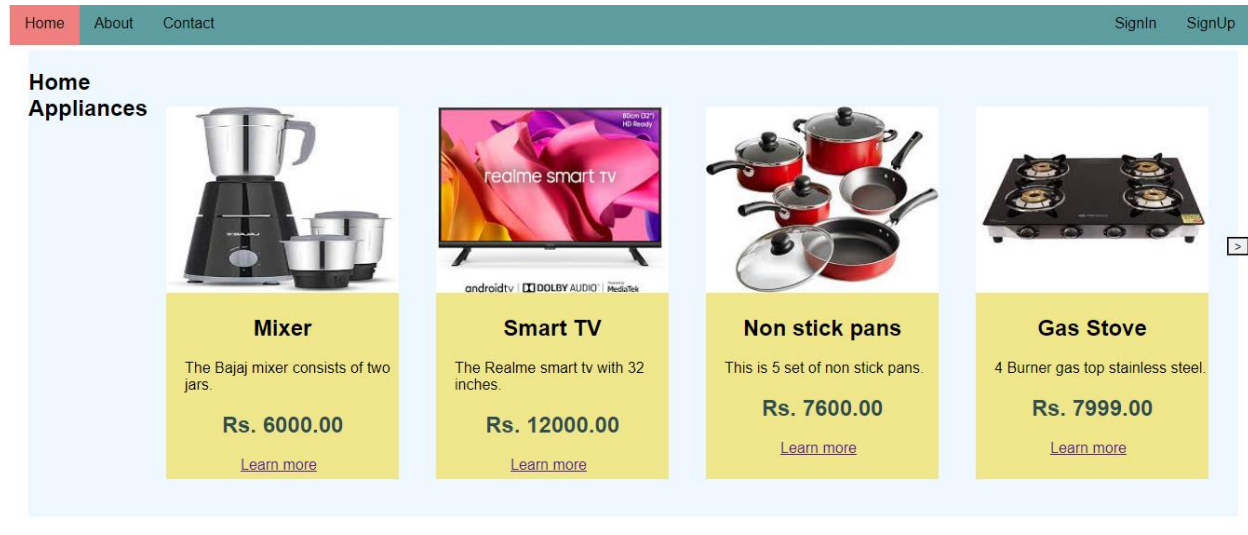 Home About Contact SignIn SignUp
Home
Appliances
BAJAJ
80cm (32")
HD Ready
realme smart TV
androidtv | DOLBY AUDIO | MediaTek
>
Mixer
The Bajaj mixer consists of two
jars.
Rs. 6000.00
Learn more
Smart TV
The Realme smart tv with 32
inches.
Rs. 12000.00
Learn more
Non stick pans
This is 5 set of non stick pans.
Rs. 7600.00
Learn more
Gas Stove
4 Burner gas top stainless steel.
Rs. 7999.00
Learn more